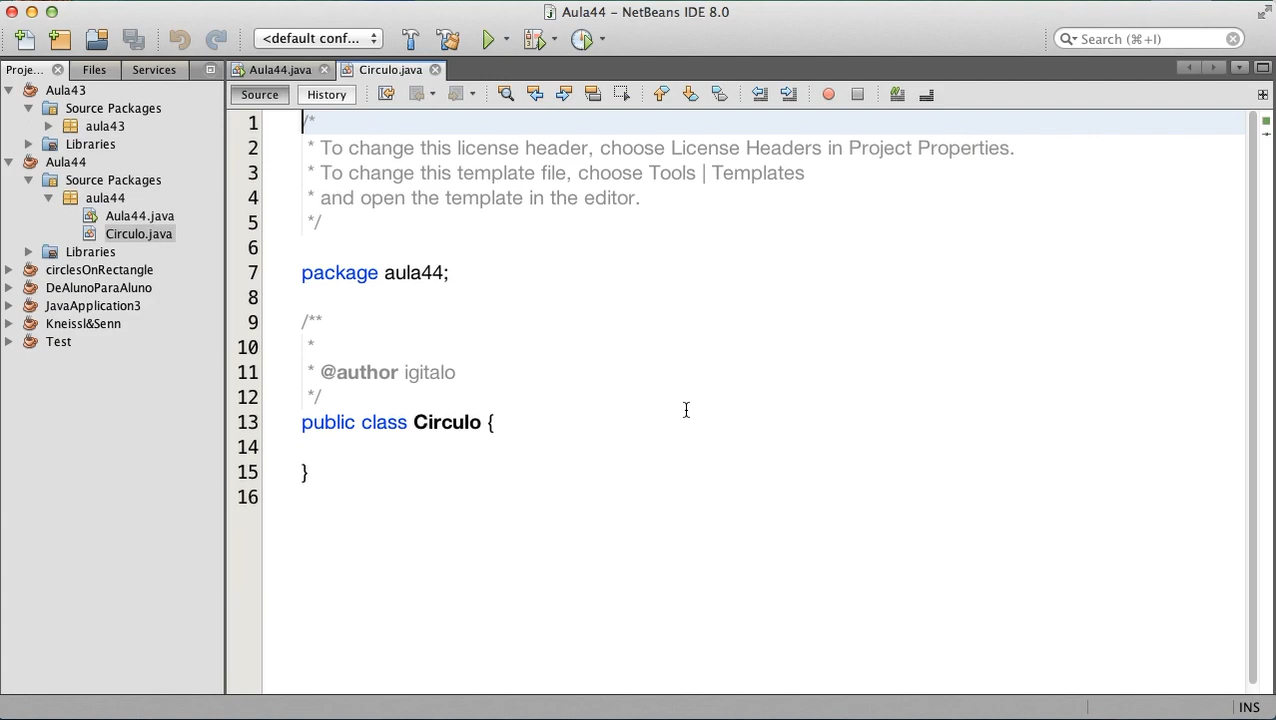 Aula44 - NetBeans IDE 8.0
<default conf...
Search (⌘+I)
Proje...
Files
Services
Aula44.java
Circulo.java
Source
History
Aula43
Source Packages
aula43
Libraries
Aula44
Source Packages
aula44
Aula44.java
Circulo.java
Libraries
circlesOnRectangle
DeAlunoParaAluno
JavaApplication3
Kneissl&Senn
Test
1 /*
2 * To change this license header, choose License Headers in Project Properties.
3 * To change this template file, choose Tools | Templates
4 * and open the template in the editor.
5 */
6
7 package aula44;
8
9 /**
10 *
11 * @author igitalo
12 */
13 public class Circulo {
14
15 }
16
INS